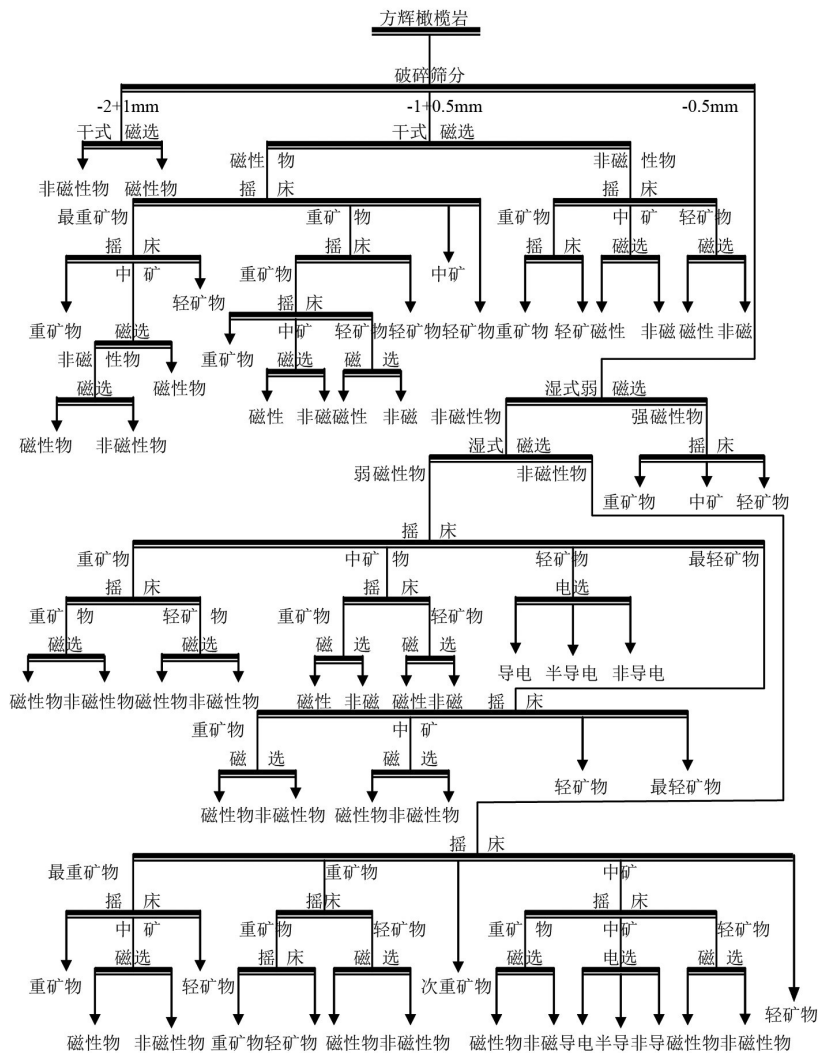 方辉橄榄岩
破碎筛分
-2+1mm -1+0.5mm -0.5mm
干式 磁选 干式 磁选
磁性 物 非磁 性物
非磁性物 磁性物 摇 床 摇 床
最重矿物 重矿 物 重矿物 中 矿 轻矿物
摇 床 摇 床 摇 床 磁选 磁选
中 矿 重矿物 中矿
轻矿物
摇 床
重矿物 磁选 中矿 轻矿物 轻矿物 轻矿物 重矿物 轻矿 磁性 非磁 磁性 非磁
非磁 性物 重矿物 磁选 磁 选
磁选 磁性物 湿式弱 磁选
磁性 非磁 磁性 非磁 非磁性物 强磁性物
磁性物 非磁性物 湿式 磁选 摇 床
弱磁性物 非磁性物
重矿物 中矿 轻矿物
摇 床
重矿物 中矿 物 轻矿物 最轻矿物
摇 床 摇 床 电选
重矿 物 轻矿 物 重矿物 轻矿物
磁选 磁选 磁 选 磁 选
导电 半导电 非导电
磁性物 非磁性物 磁性物 非磁性物 磁性 非磁 磁性 非磁 摇 床
重矿物 中 矿
磁 选 磁 选
轻矿物 最轻矿物
磁性物 非磁性物 磁性物 非磁性物
摇 床
最重矿物 重矿物 中矿
摇 床 摇床 摇 床
中 矿 重矿物 轻矿物 重矿 物 中矿 轻矿物
磁选 摇 床 磁选 磁选 电选 磁 选
重矿物 轻矿物 次重矿物
轻矿物
磁性物 非磁性物 重矿物 轻矿物 磁性物 非磁性物 磁性物 非磁 导电 半导 非导 磁性物 非磁性物